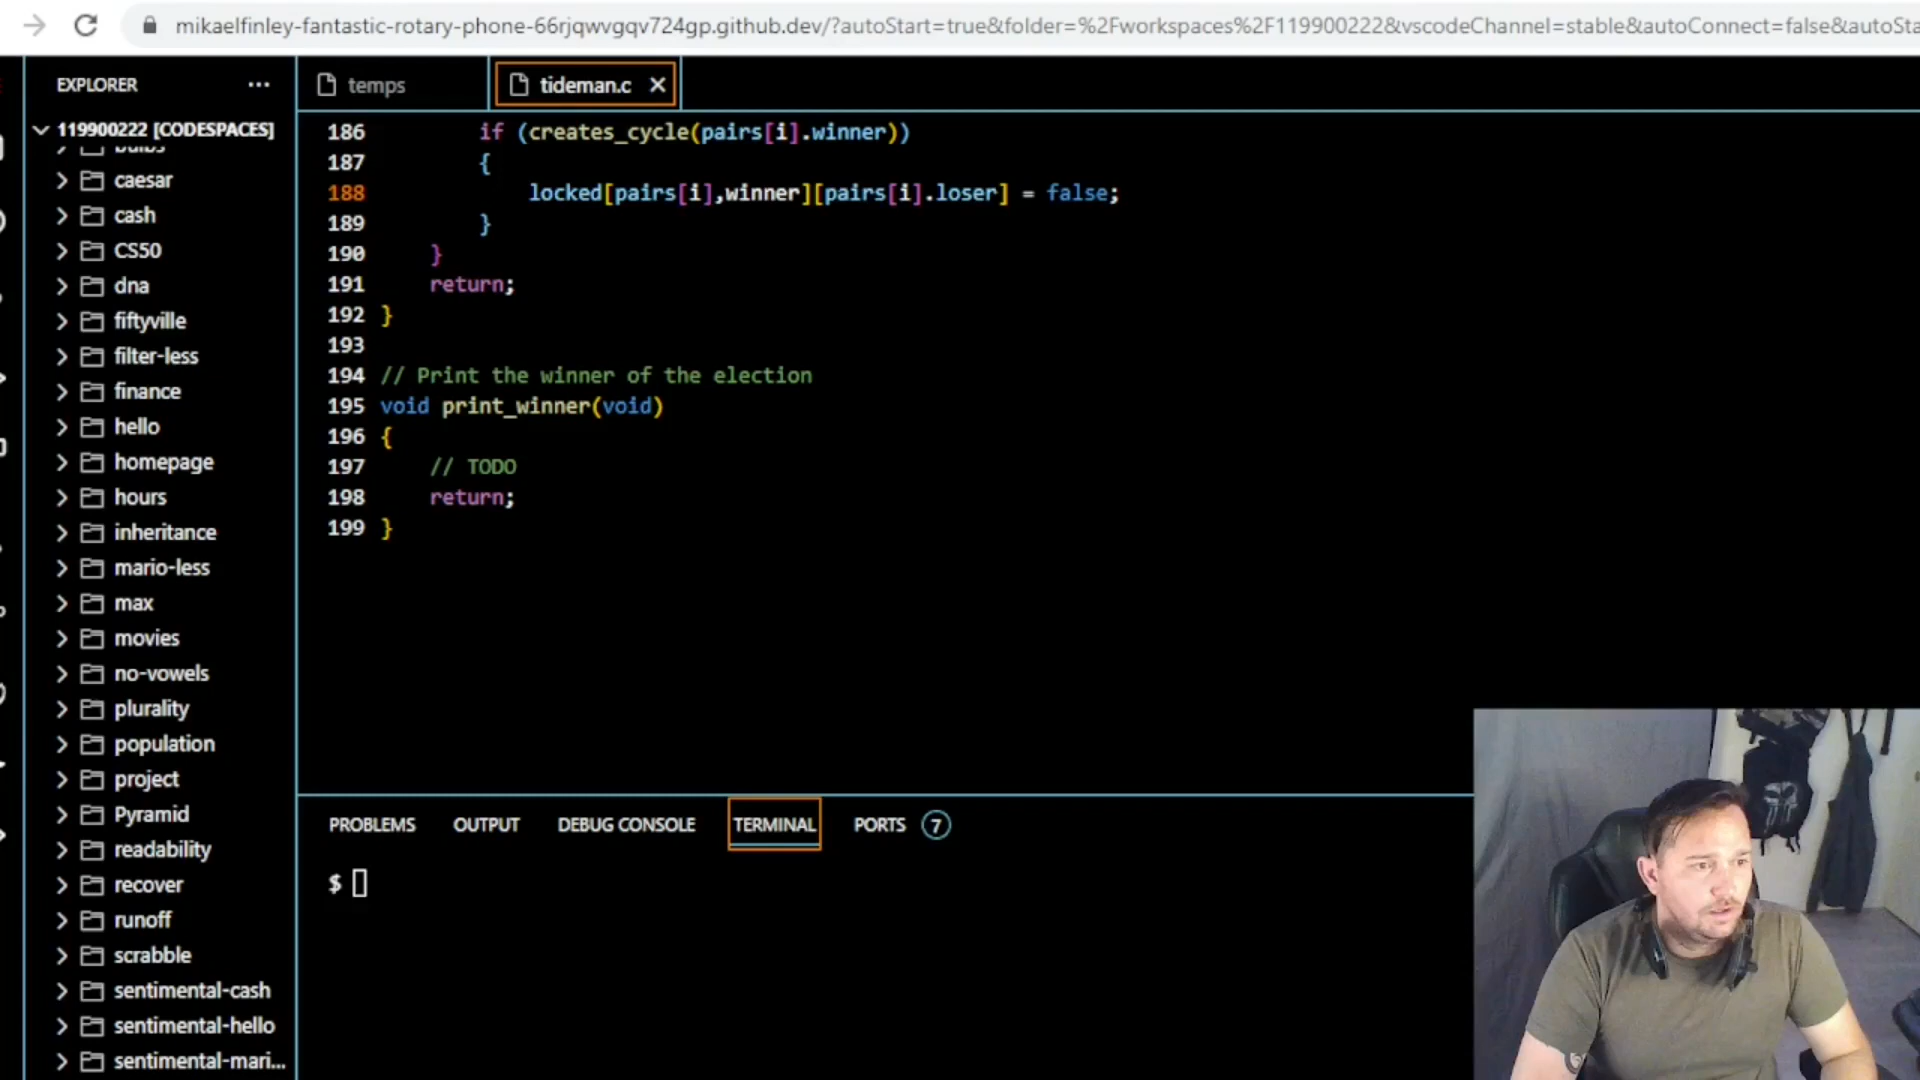 mikaelfinley-fantastic-rotary-phone-66rjqwvgqv724gp.github.dev/?autoStart=true&folder=%2Fworkspaces%2F119900222&vscodeChannel=stable&autoConnect=false&autoSta
EXPLORER ...
119900222 [CODESPACES]
bulbs
caesar
cash
CS50
dna
fiftyville
filter-less
finance
hello
homepage
hours
inheritance
mario-less
max
movies
no-vowels
plurality
population
project
Pyramid
readability
recover
runoff
scrabble
sentimental-cash
sentimental-hello
sentimental-mari...
temps
tideman.c
186 if (creates_cycle(pairs[i].winner))
187 {
188 locked[pairs[i],winner][pairs[i].loser] = false;
189 }
190 }
191 return;
192 }
193
194 // Print the winner of the election
195 void print_winner(void)
196 {
197 // TODO
198 return;
199 }
PROBLEMS OUTPUT DEBUG CONSOLE TERMINAL PORTS 7
$